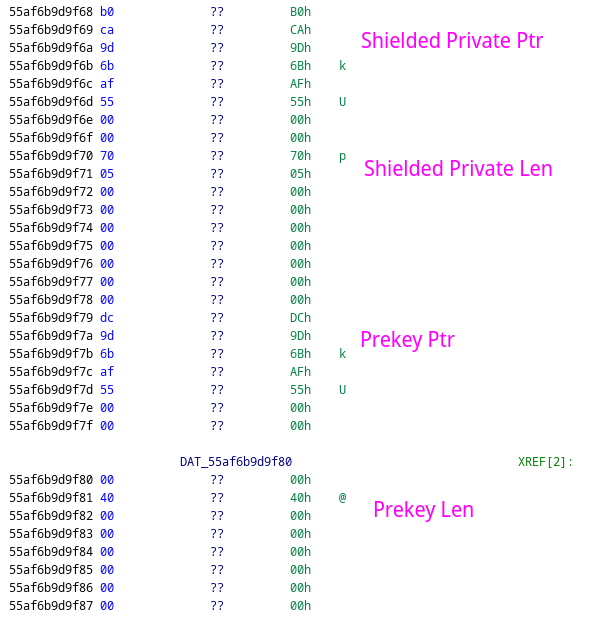 55af6b9d9f68 b0 ?? B0h
55af6b9d9f69 ca ?? CAh
Shielded Private Ptr
55af6b9d9f6a 9d ?? 9Dh
55af6b9d9f6b 6b ?? 6Bh k
55af6b9d9f6c af ?? AFh
55af6b9d9f6d 55 ?? 55h U
55af6b9d9f6e 00 ?? 00h
55af6b9d9f6f 00 ?? 00h
55af6b9d9f70 70 ?? 70h p
Shielded Private Len
55af6b9d9f71 05 ?? 05h
55af6b9d9f72 00 ?? 00h
55af6b9d9f73 00 ?? 00h
55af6b9d9f74 00 ?? 00h
55af6b9d9f75 00 ?? 00h
55af6b9d9f76 00 ?? 00h
55af6b9d9f77 00 ?? 00h
55af6b9d9f78 00 ?? 00h
55af6b9d9f79 dc ?? DCh
55af6b9d9f7a 9d ?? 9Dh
Prekey Ptr
55af6b9d9f7b 6b ?? 6Bh k
55af6b9d9f7c af ?? AFh
55af6b9d9f7d 55 ?? 55h U
55af6b9d9f7e 00 ?? 00h
55af6b9d9f7f 00 ?? 00h
DAT_55af6b9d9f80 XREF[2]:
55af6b9d9f80 00 ?? 00h
55af6b9d9f81 40 ?? 40h @
Prekey Len
55af6b9d9f82 00 ?? 00h
55af6b9d9f83 00 ?? 00h
55af6b9d9f84 00 ?? 00h
55af6b9d9f85 00 ?? 00h
55af6b9d9f86 00 ?? 00h
55af6b9d9f87 00 ?? 00h